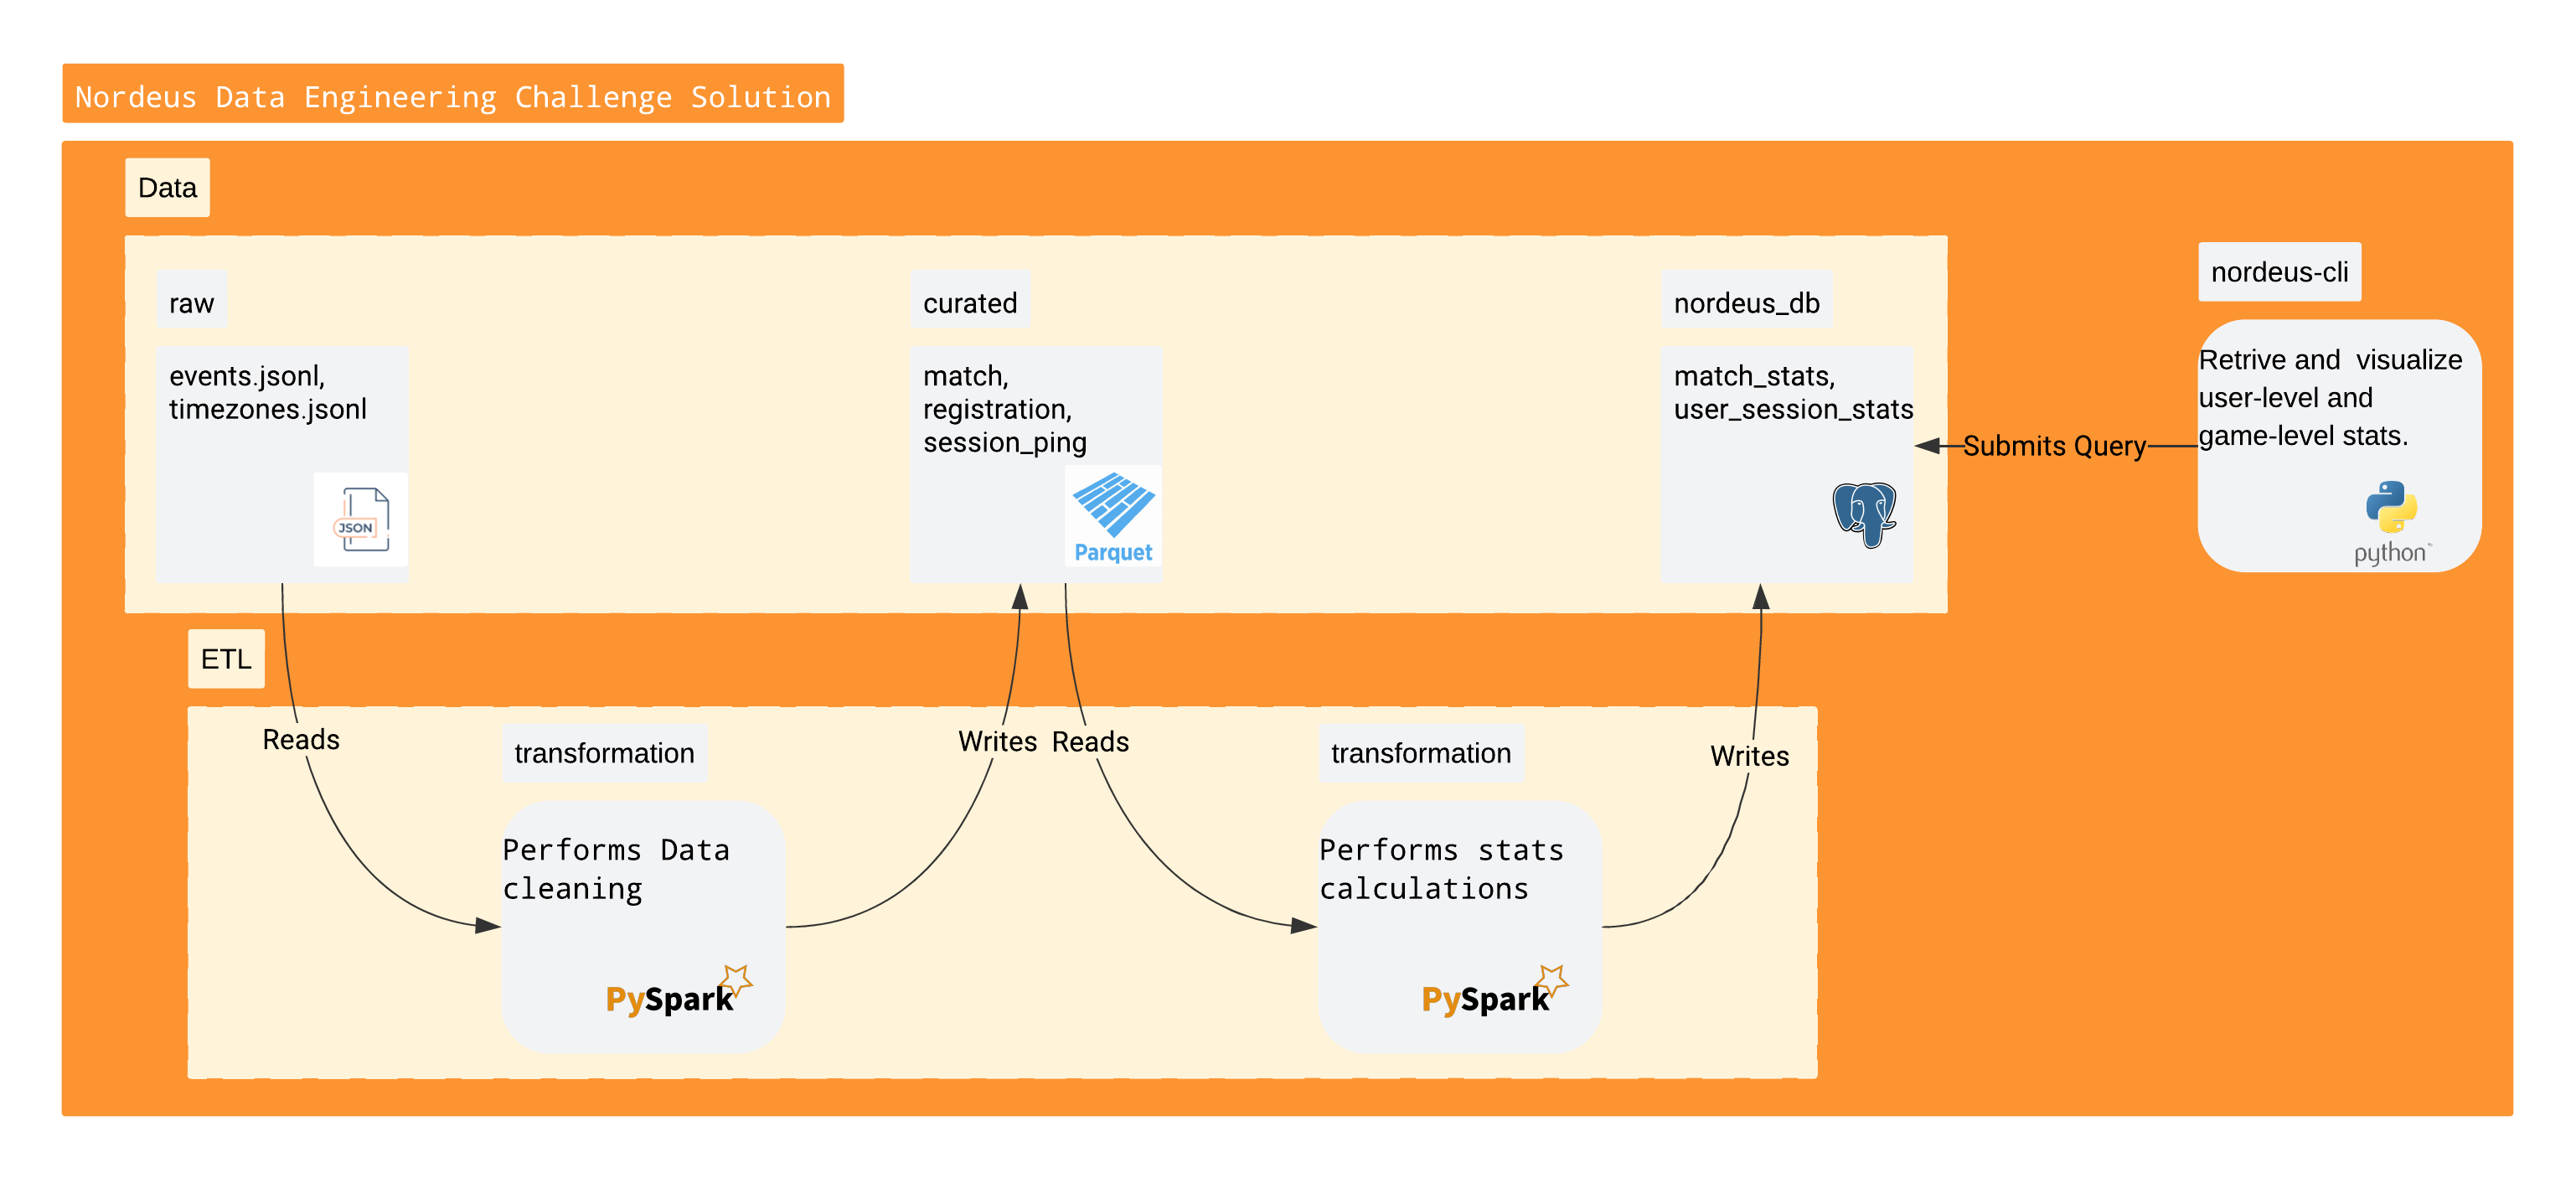 Nordeus Data Engineering Challenge Solution
Data
raw
events.jsonl,
timezones.jsonl
JSON
curated
match,
registration,
session_ping
Parquet
nordeus_db
match_stats,
user_session_stats
Submits Query
nordeus-cli
Retrive and  visualize
user-level and
game-level stats.
python™
ETL
Reads
transformation
Performs Data
cleaning
PySpark
Writes
Reads
transformation
Performs stats
calculations
PySpark
Writes